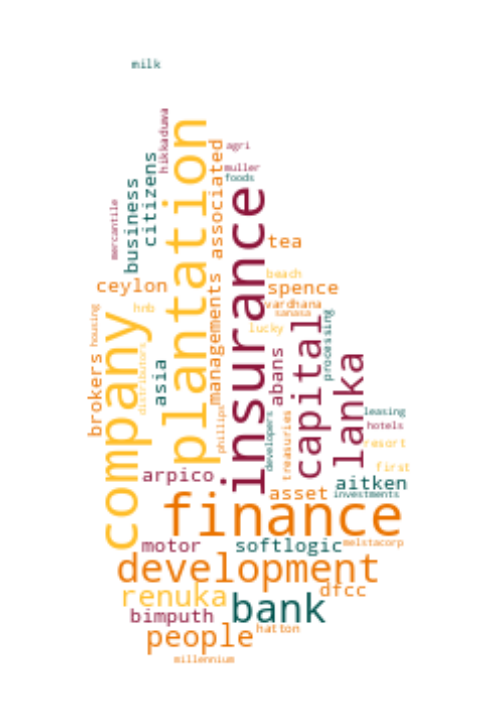 milk
hikkaduwa
plantation
associated
agri
muller
foods
citizens
business
mercantile
insurance
tea
ceylon
beach
spence
vardhana
sanasa
hnb
lucky
processing
housing
company
distributors
managements
capital
brokers
asia
abans
lanka
phillips
developers
treasuries
leasing
hotels
resort
first
arpico
aitken
asset
investments
finance
motor
softlogic
melstacorp
development
dfcc
renuka
bank
bimputh
people
hatton
millennium